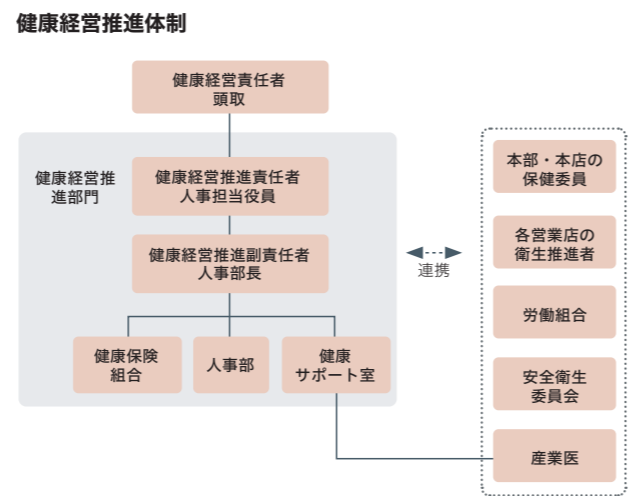 健康経営推進体制
健康経営責任者
頭取
健康経営推
進部門
健康経営推進責任者
人事担当役員
健康経営推進副責任者
人事部長
健康保険
組合
人事部
健康
サポート室
連携
本部・本店の
保健委員
各営業店の
衛生推進者
労働組合
安全衛生
委員会
産業医